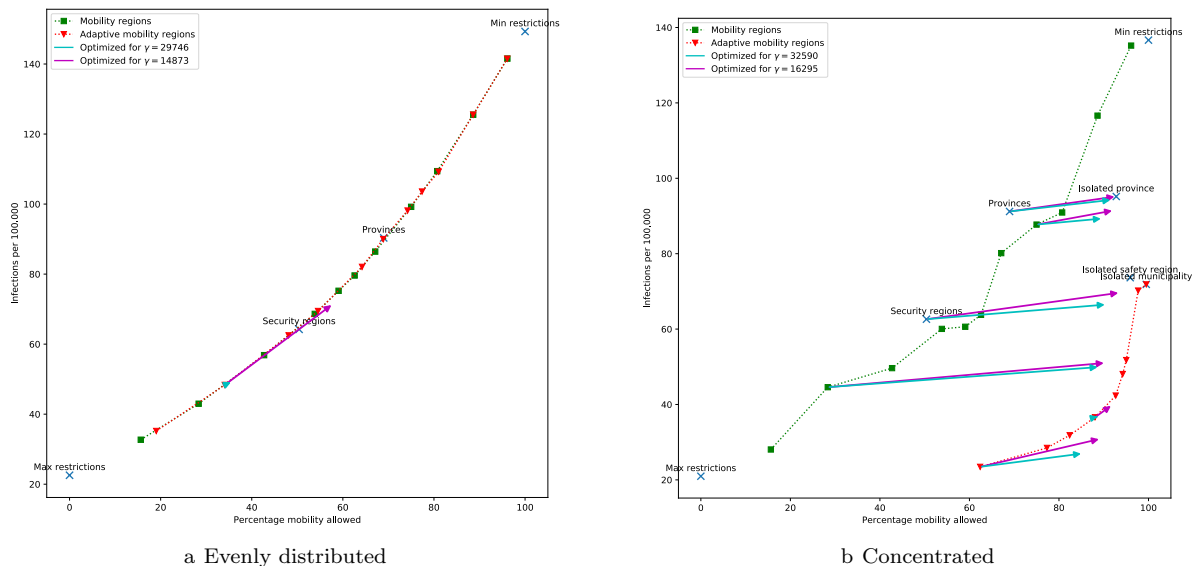 Mobility regions
Adaptive mobility regions
Optimized for γ = 29746
Optimized for γ = 14873
Min restrictions
Provinces
Security regions
Max restrictions
Infections per 100,000
140
120
100
80
60
40
20
0 20 40 60 80 100
Percentage mobility allowed
a Evenly distributed
Mobility regions
Adaptive mobility regions
Optimized for γ = 32590
Optimized for γ = 16295
Min restrictions
Isolated province
Provinces
Isolated safety region
Isolated municipality
Security regions
Max restrictions
Infections per 100,000
140
120
100
80
60
40
20
0 20 40 60 80 100
Percentage mobility allowed
b Concentrated